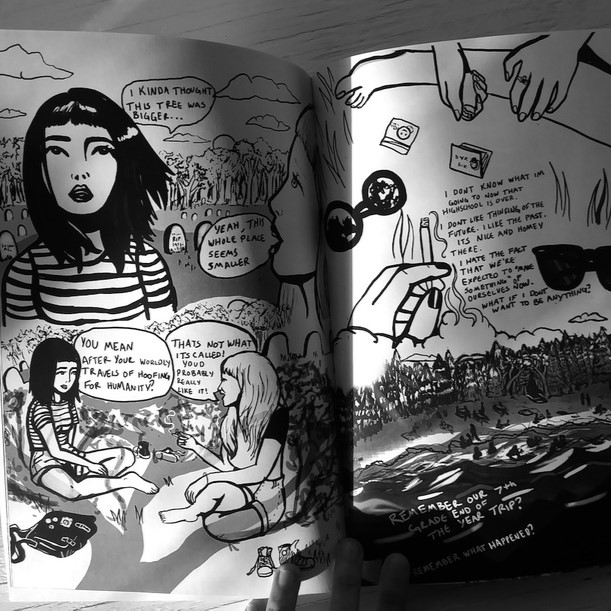 I KINDA THOUGHT
THIS TREE WAS
BIGGER...
YEAH, THIS
WHOLE PLACE
SEEMS
SMALLER
RIP
YOU MEAN
AFTER YOUR WORLDLY
TRAVELS OF HOOFING
FOR HUMANITY?
THATS NOT WHAT
ITS CALLED!
YOUD
PROBABLY
REALLY
LIKE IT!
I DONT KNOW WHAT IM
GOING TO NOW THAT
HIGHSCHOOL IS OVER.
I DONT LIKE THINKING OF THE
FUTURE. I LIKE THE PAST.
ITS NICE AND HOMEY
THERE.
I HATE THE FACT
THAT WE'RE
EXPECTED TO MAKE
SOMETHING OF
OURSELVES NOW.
WHAT IF I DONT
WANT TO BE ANYTHING?
REMEMBER OUR 7th
GRADE END OF
THE YEAR TRIP?
REMEMBER WHAT HAPPENED?